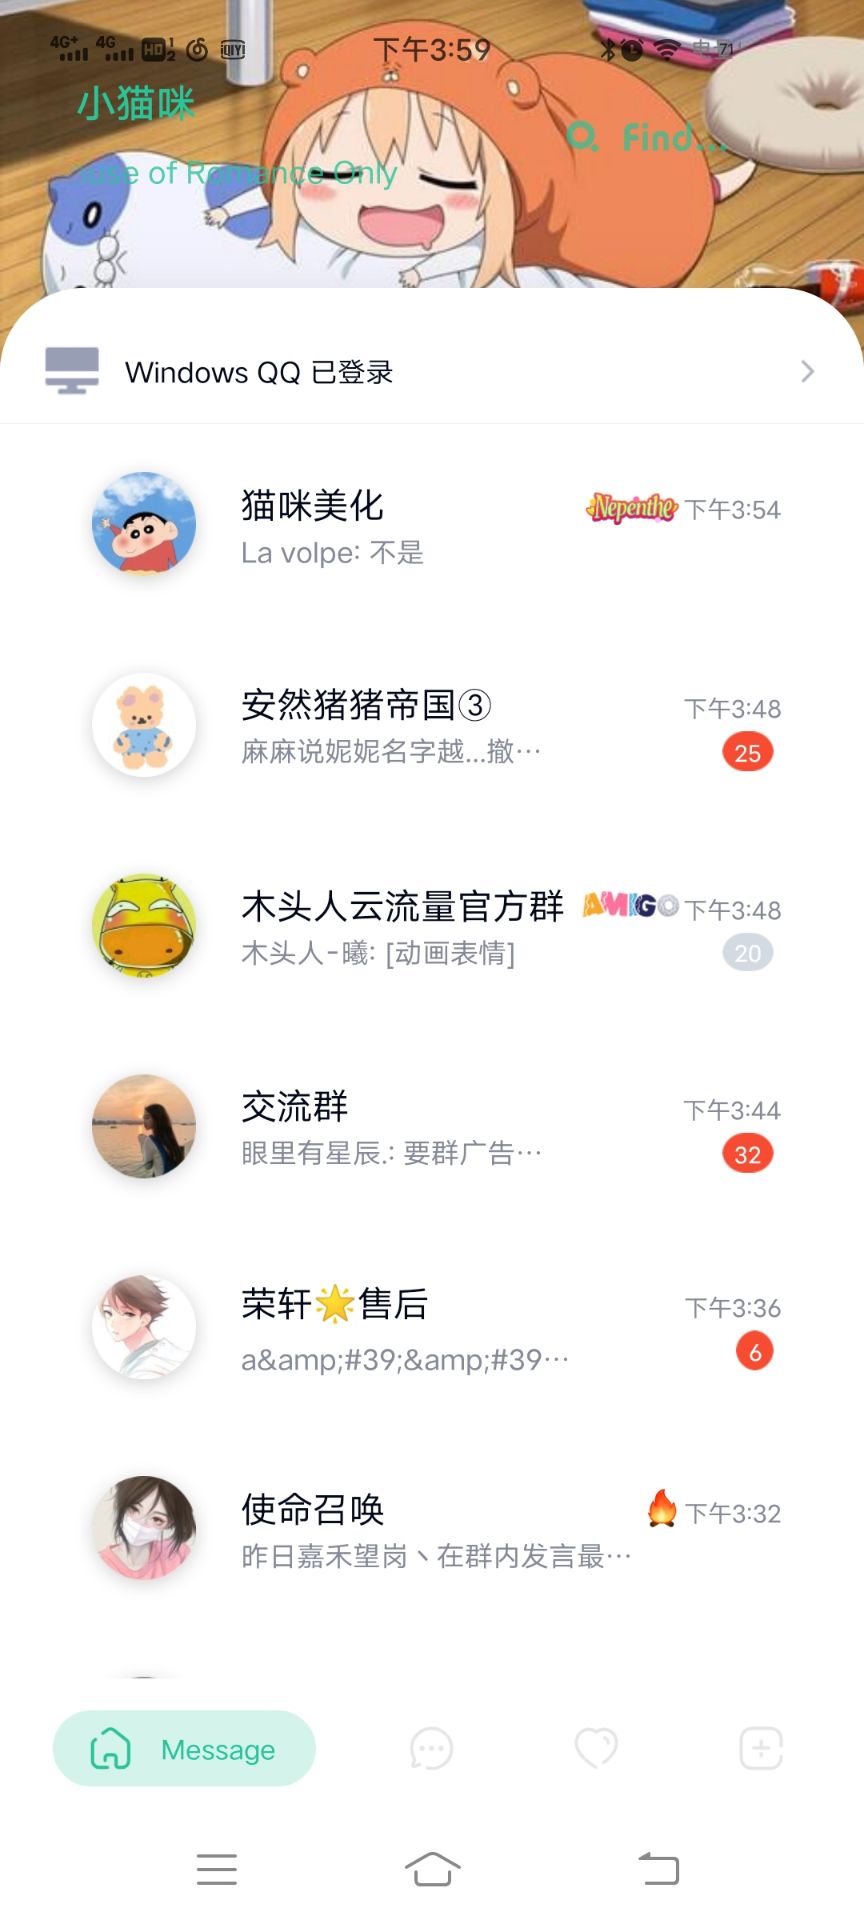 4G+ 4G HD 1 2 iQIYI 下午3:59 71
小猫咪
use of Romance Only
Find...
Windows QQ 已登录
猫咪美化 Nepenthe 下午3:54
La volpe: 不是
安然猪猪帝国③ 下午3:48
麻麻说妮妮名字越...撤… 25
木头人云流量官方群 AMIGO 下午3:48
木头人-曦: [动画表情] 20
交流群 下午3:44
眼里有星辰.: 要群广告… 32
荣轩🌟售后 下午3:36
a&amp;#39;&amp;#39… 6
使命召唤 🔥 下午3:32
昨日嘉禾望岗丶在群内发言最…
Message